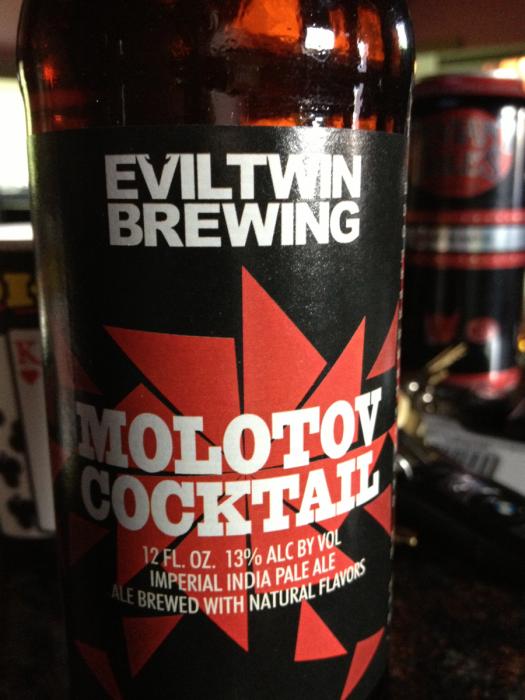 EVILTWIN
BREWING
MOLOTOV
COCKTAIL
12 FL. OZ. 13% ALC BY VOL
IMPERIAL INDIA PALE ALE
ALE BREWED WITH NATURAL FLAVORS
K